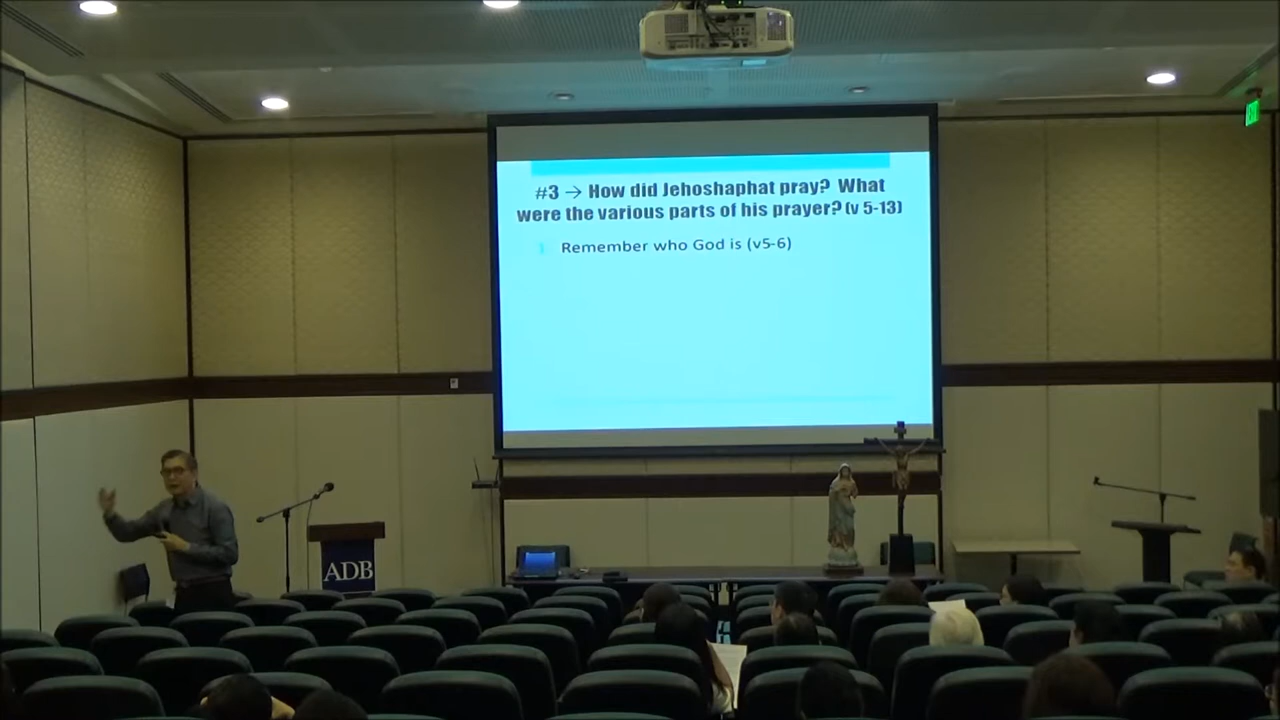 #3 → How did Jehoshaphat pray? What
were the various parts of his prayer? (v 5-13)
1 Remember who God is (v5-6)
ADB